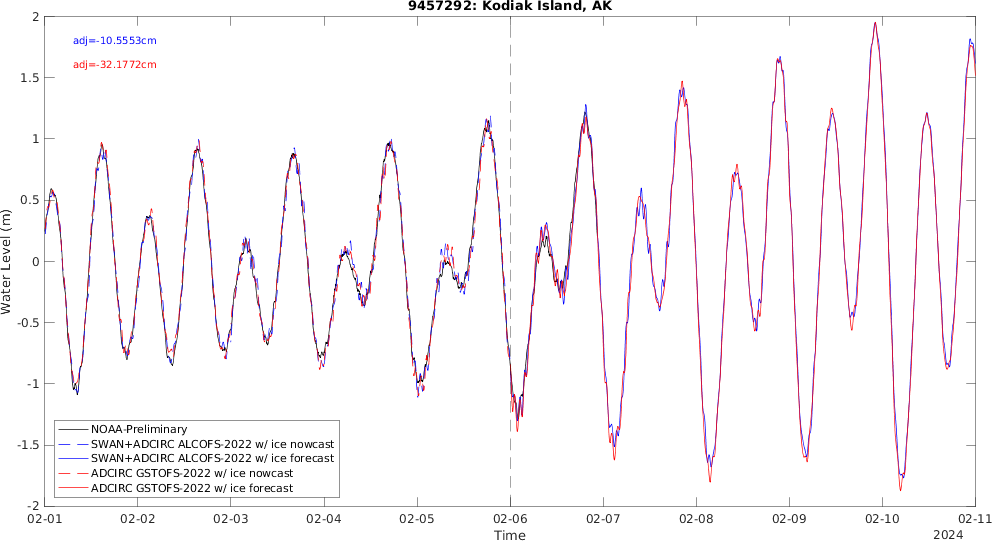 9457292: Kodiak Island, AK
adj=-10.5553cm
adj=-32.1772cm
Water Level (m)
2
1.5
1
0.5
0
-0.5
-1
-1.5
-2
NOAA-Preliminary
SWAN+ADCIRC ALCOFS-2022 w/ ice nowcast
SWAN+ADCIRC ALCOFS-2022 w/ ice forecast
ADCIRC GSTOFS-2022 w/ ice nowcast
ADCIRC GSTOFS-2022 w/ ice forecast
02-01 02-02 02-03 02-04 02-05 02-06 02-07 02-08 02-09 02-10 02-11
Time
2024